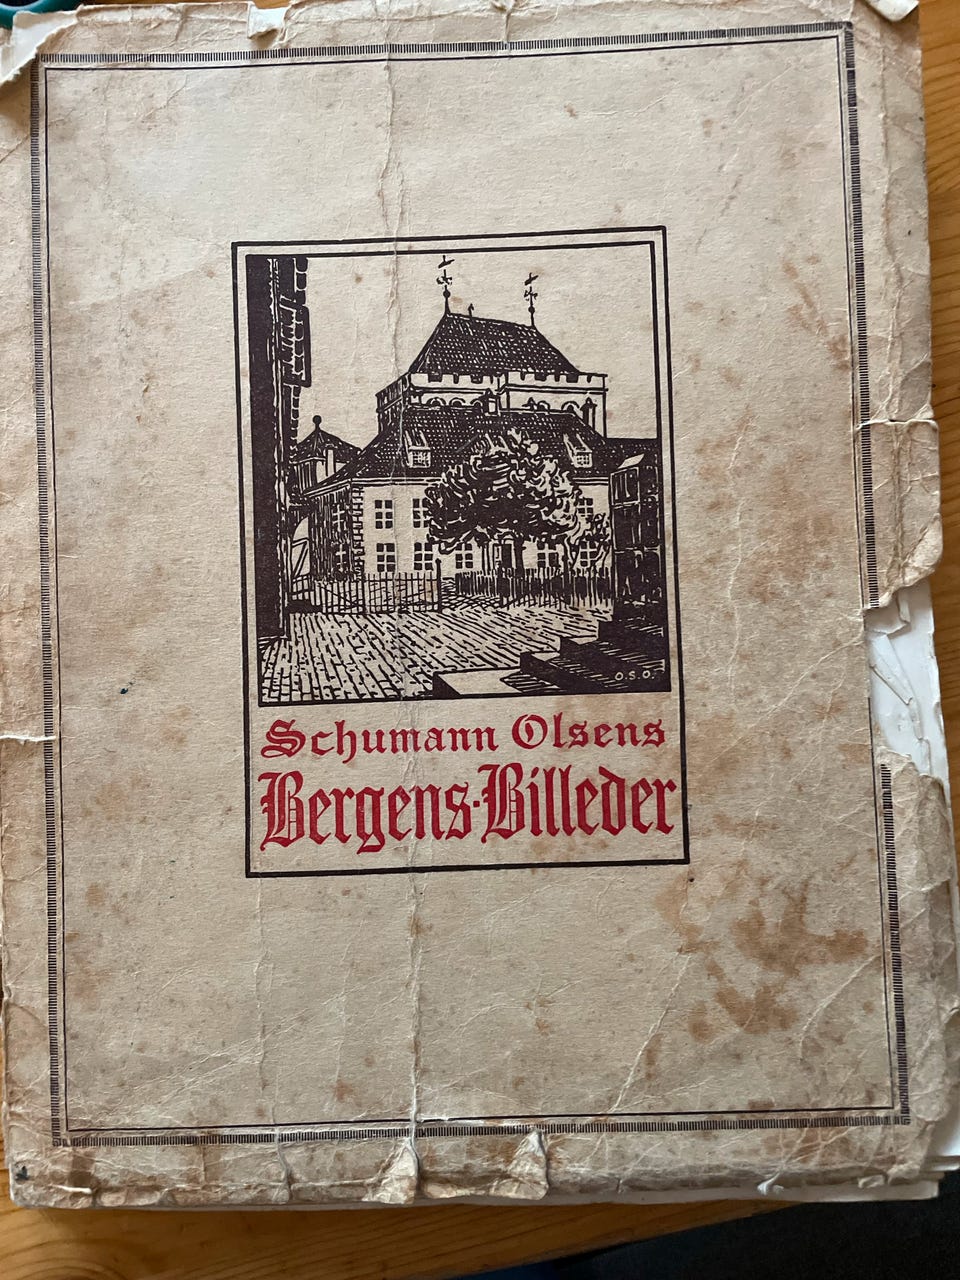 O.S.O.
Schumann Olsens
Bergens-Billeder